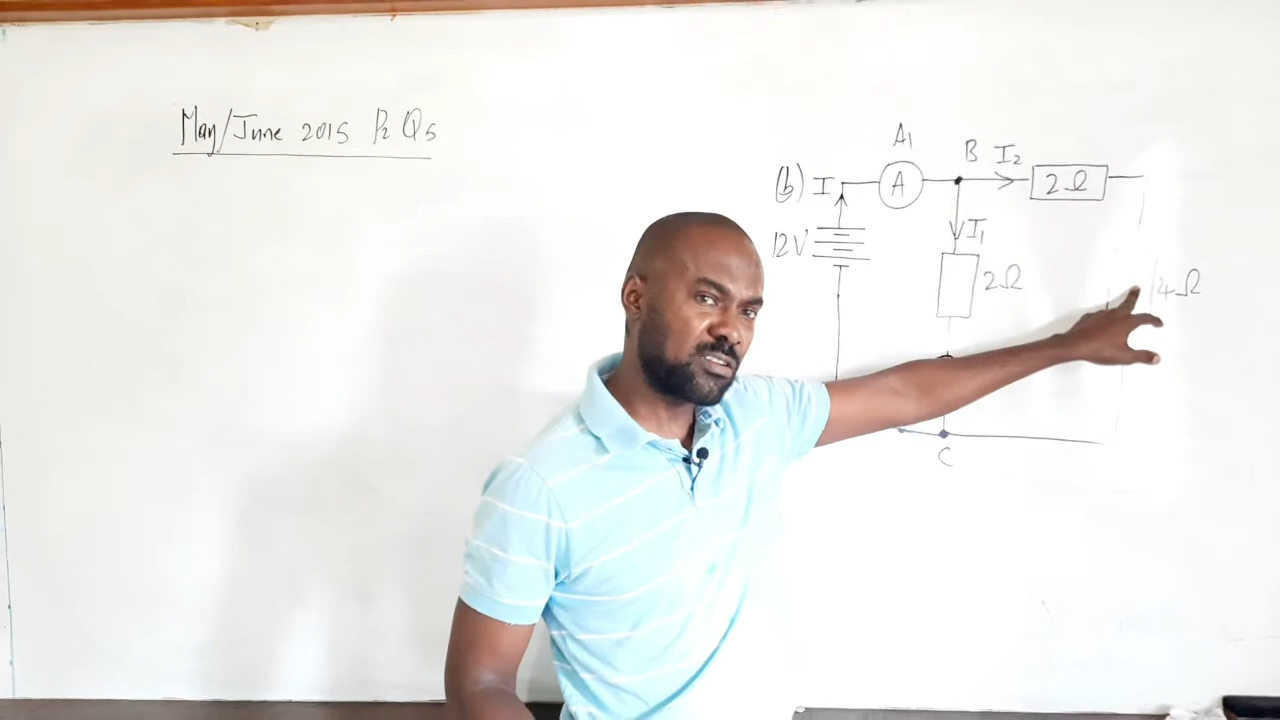 May/June 2015 P2 Q5
A1
(b) I
A
B
I2
2Ω
12V
I1
2Ω
4Ω
C